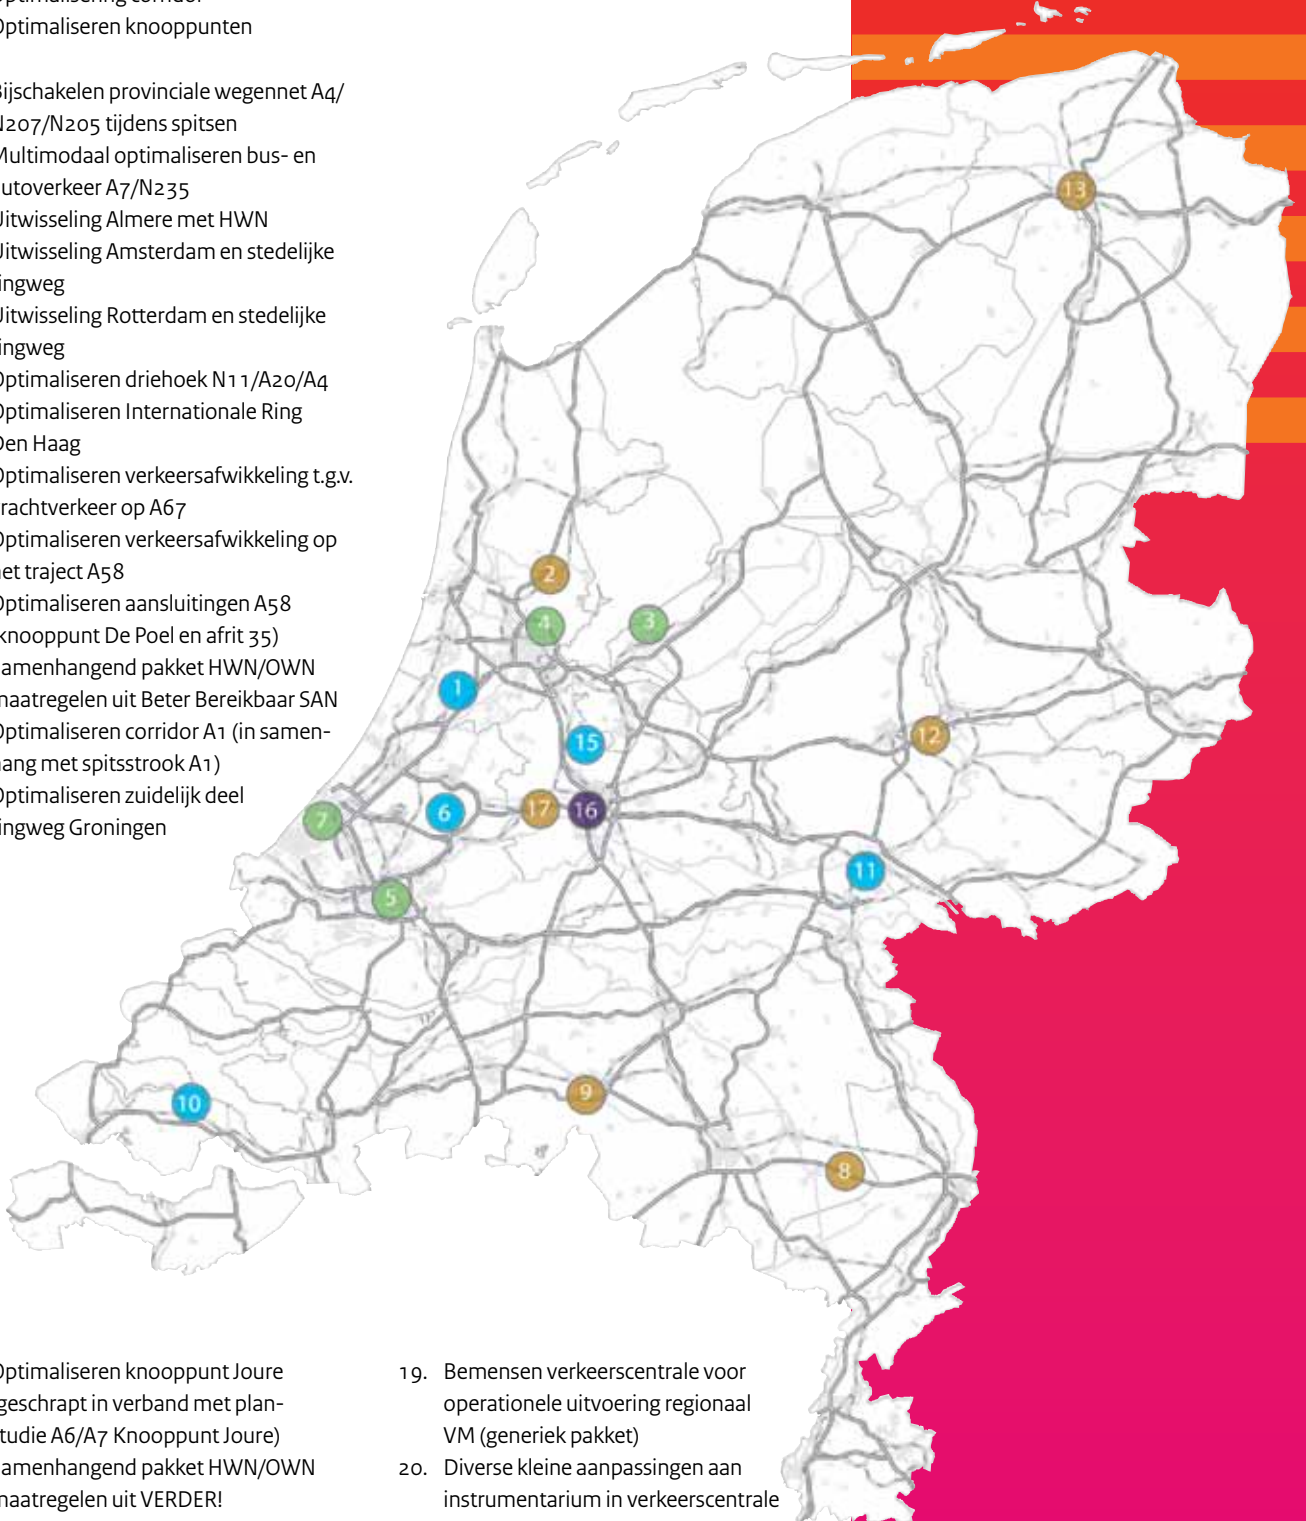 Optimalisering corridor
Optimaliseren knooppunten
Bijschakelen provinciale wegennet A4/
N207/N205 tijdens spitsen
Multimodaal optimaliseren bus- en
autoverkeer A7/N235
Uitwisseling Almere met HWN
Uitwisseling Amsterdam en stedelijke
ringweg
Uitwisseling Rotterdam en stedelijke
ringweg
Optimaliseren driehoek N11/A20/A4
Optimaliseren Internationale Ring
Den Haag
Optimaliseren verkeersafwikkeling t.g.v.
vrachtverkeer op A67
Optimaliseren verkeersafwikkeling op
het traject A58
Optimaliseren aansluitingen A58
(knooppunt De Poel en afrit 35)
Samenhangend pakket HWN/OWN
maatregelen uit Beter Bereikbaar SAN
Optimaliseren corridor A1 (in samen-
hang met spitsstrook A1)
Optimaliseren zuidelijk deel
ringweg Groningen
13
2
4
3
1
15
12
17
16
6
7
11
5
10
9
8
Optimaliseren knooppunt Joure
(geschrapt in verband met plan-
studie A6/A7 Knooppunt Joure)
Samenhangend pakket HWN/OWN
maatregelen uit VERDER!
19. Bemensen verkeerscentrale voor
operationele uitvoering regionaal
VM (generiek pakket)
20. Diverse kleine aanpassingen aan
instrumentarium in verkeerscentrale